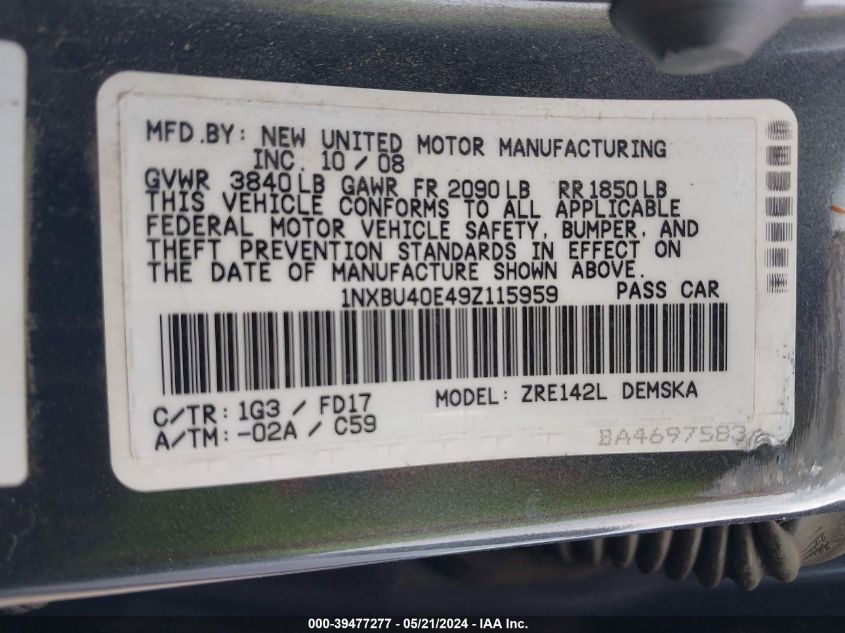 MFD.BY: NEW UNITED MOTOR MANUFACTURING
INC. 10 / 08
GVWR 3840 LB GAWR FR 2090 LB RR 1850 LB
THIS VEHICLE CONFORMS TO ALL APPLICABLE
FEDERAL MOTOR VEHICLE SAFETY, BUMPER, AND
THEFT PREVENTION STANDARDS IN EFFECT ON
THE DATE OF MANUFACTURE SHOWN ABOVE.
1NXBU40E49Z115959 PASS CAR
C/TR: 1G3 / FD17 MODEL: ZRE142L DEMSKA
A/TM: -02A / C59
BA4697583
000-39477277 - 05/21/2024 - IAA Inc.